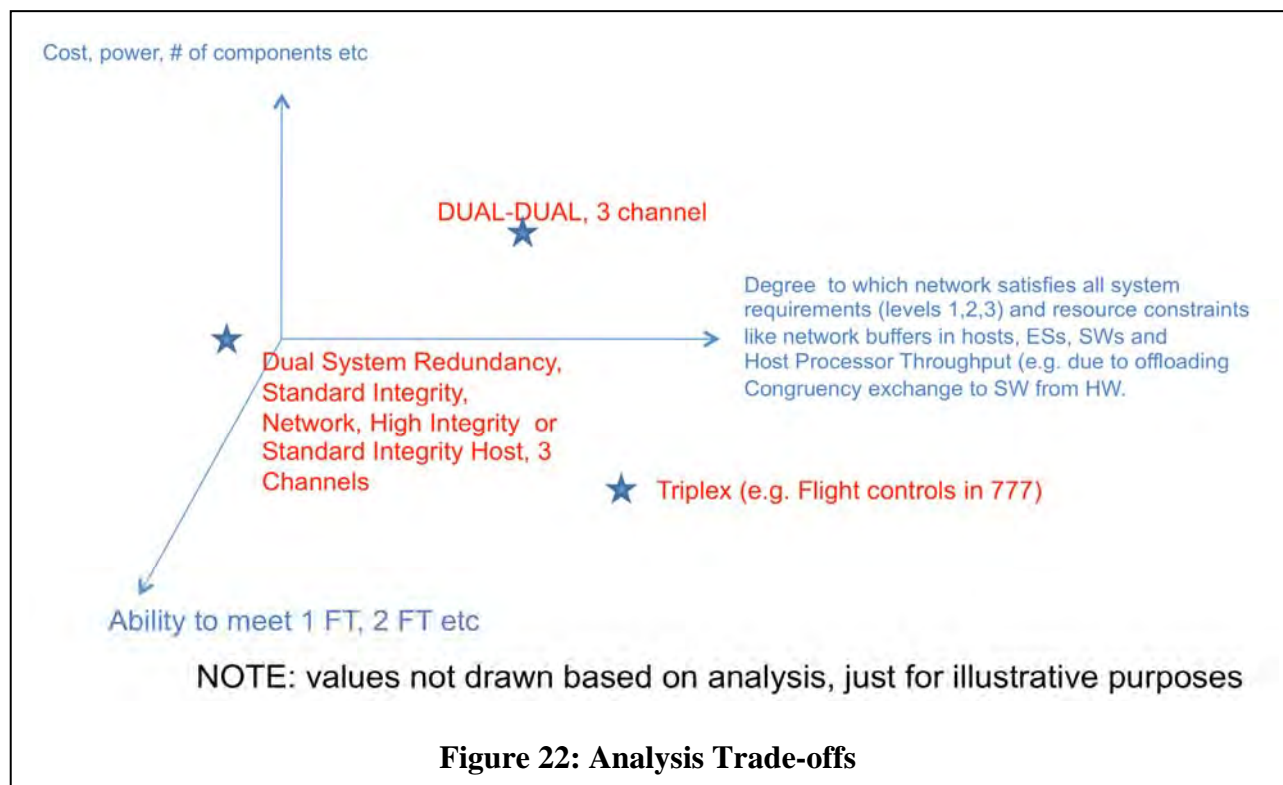 Cost, power, # of components etc
DUAL-DUAL, 3 channel
Degree to which network satisfies all system
requirements (levels 1,2,3) and resource constraints
like network buffers in hosts, ESs, SWs and
Host Processor Throughput (e.g. due to offloading
Congruency exchange to SW from HW.
Dual System Redundancy,
Standard Integrity,
Network, High Integrity or
Standard Integrity Host, 3
Channels
Triplex (e.g. Flight controls in 777)
Ability to meet 1 FT, 2 FT etc
NOTE: values not drawn based on analysis, just for illustrative purposes
Figure 22: Analysis Trade-offs